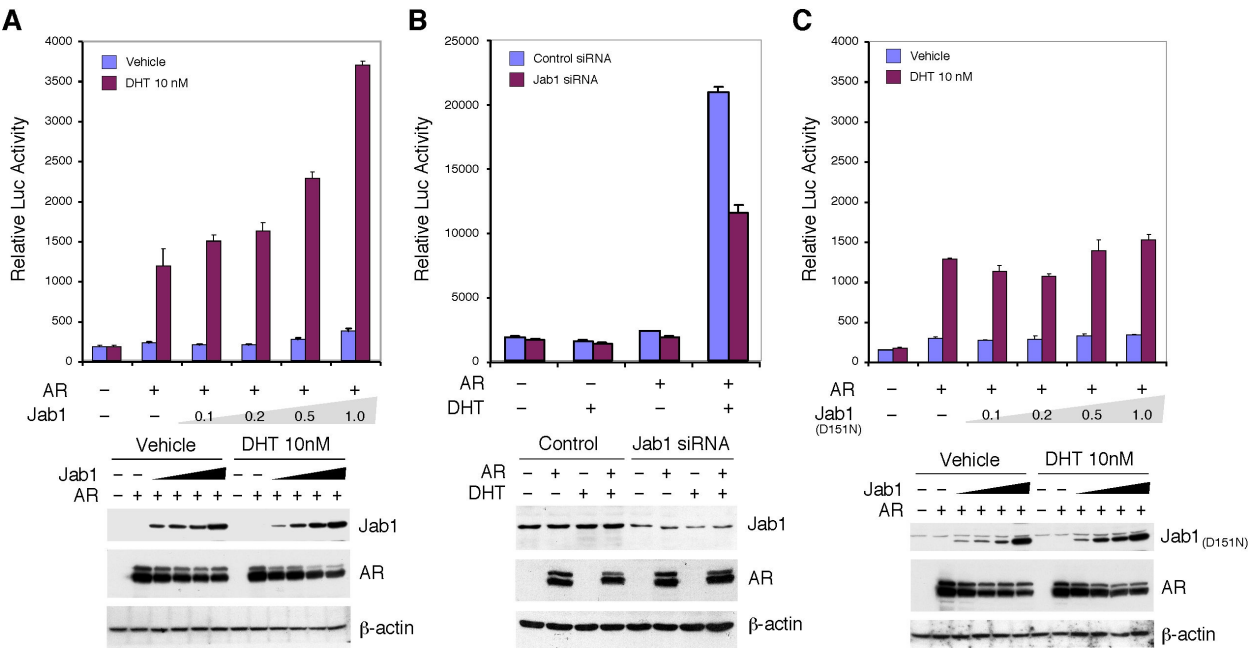 A
4000
3500
3000
2500
2000
1500
1000
500
0
Relative Luc Activity
Vehicle
DHT 10 nM
AR − + + + + +
Jab1 − − 0.1 0.2 0.5 1.0
Vehicle DHT 10nM
Jab1 − − − −
AR − + + + + + − + + + + +
Jab1
AR
β-actin
B
25000
20000
15000
10000
5000
0
Relative Luc Activity
Control siRNA
Jab1 siRNA
AR − − + +
DHT − + − +
Control Jab1 siRNA
AR − + − + − + − +
DHT − − + + − − + +
Jab1
AR
β-actin
C
4000
3500
3000
2500
2000
1500
1000
500
0
Relative Luc Activity
Vehicle
DHT 10 nM
AR − + + + + +
Jab1 − − 0.1 0.2 0.5 1.0
(D151N)
Vehicle DHT 10nM
Jab1 − − − −
AR − + + + + + − + + + + +
Jab1 (D151N)
AR
β-actin